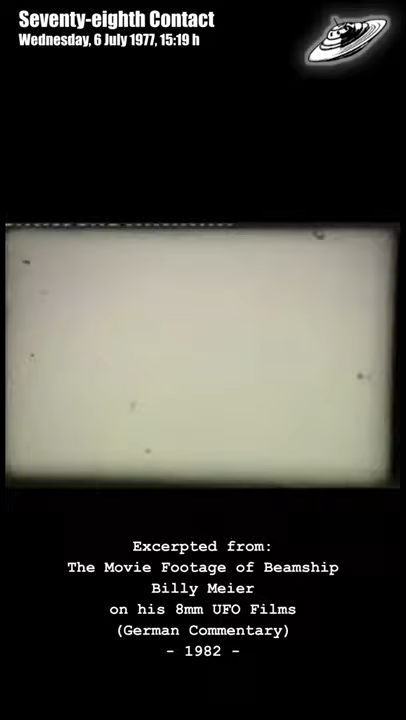 Seventy-eighth Contact
Wednesday, 6 July 1977, 15:19 h
Excerpted from:
The Movie Footage of Beamship
Billy Meier
on his 8mm UFO Films
(German Commentary)
- 1982 -